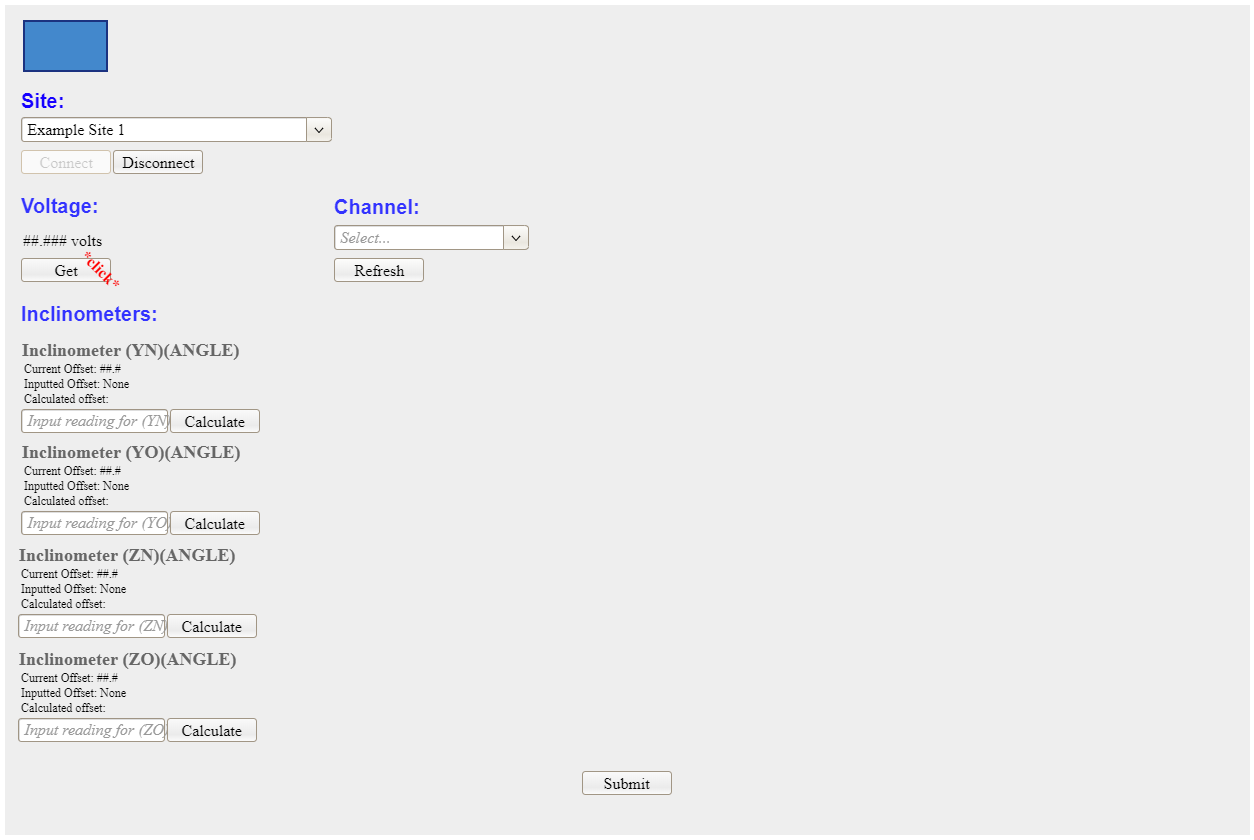 Site:
Example Site 1
Connect Disconnect
Voltage:
Channel:
##.### volts
Select...
Get *click*
Refresh
Inclinometers:
Inclinometer (YN)(ANGLE)
Current Offset: ##.#
Inputted Offset: None
Calculated offset:
Input reading for (YN) Calculate
Inclinometer (YO)(ANGLE)
Current Offset: ##.#
Inputted Offset: None
Calculated offset:
Input reading for (YO) Calculate
Inclinometer (ZN)(ANGLE)
Current Offset: ##.#
Inputted Offset: None
Calculated offset:
Input reading for (ZN) Calculate
Inclinometer (ZO)(ANGLE)
Current Offset: ##.#
Inputted Offset: None
Calculated offset:
Input reading for (ZO) Calculate
Submit